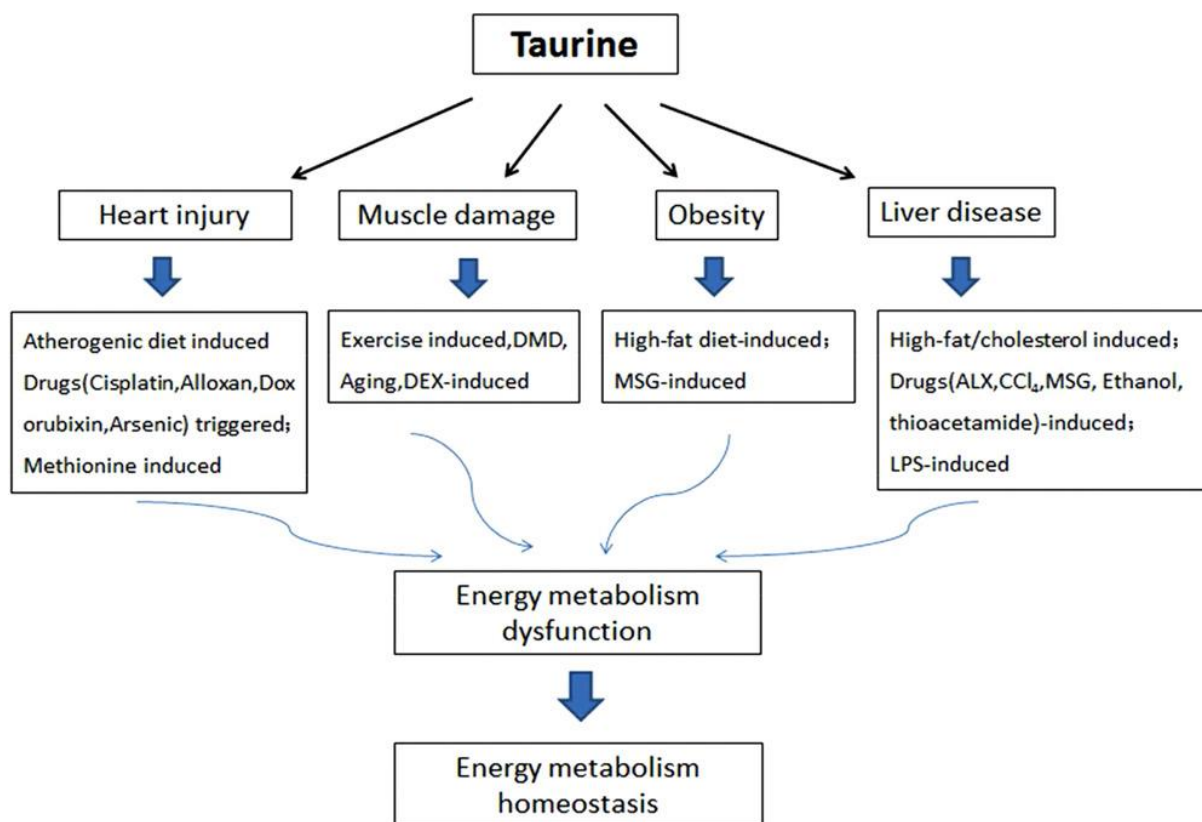 Taurine
Heart injury
Muscle damage
Obesity
Liver disease
Atherogenic diet induced
Drugs(Cisplatin,Alloxan,Dox
orubixin,Arsenic) triggered;
Methionine induced
Exercise induced,DMD,
Aging,DEX-induced
High-fat diet-induced;
MSG-induced
High-fat/cholesterol induced;
Drugs(ALX,CCl₄,MSG, Ethanol,
thioacetamide)-induced;
LPS-induced
Energy metabolism
dysfunction
Energy metabolism
homeostasis